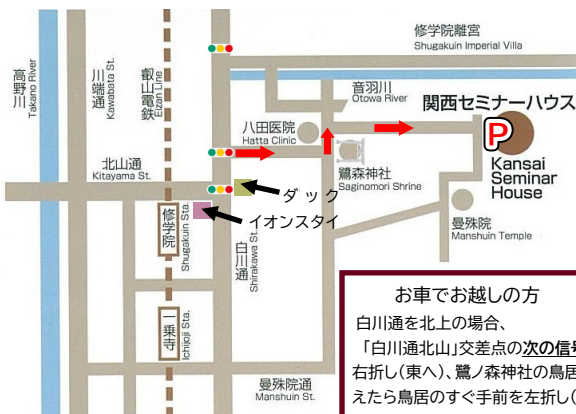 修学院離宮
Shugakuin Imperial Villa
高野川
Takano River
川端通
Kawabata St.
叡山電鉄
Eizan Line
音羽川
Otowa River
関西セミナーハウス
八田医院
Hatta Clinic
P
北山通
Kitayama St.
鷺森神社
Saginomori Shrine
Kansai
Seminar
House
ダック
イオンスタイ
修学院
Shugakuin Sta.
白川通
Shirakawa St.
曼殊院
Manshuin Temple
一乗寺
Ichijoji Sta.
曼殊院通
Manshuin St.
お車でお越しの方
白川通を北上の場合、
「白川通北山」交差点の次の信号
右折し(東へ)、鷺ノ森神社の鳥居
えたら鳥居のすぐ手前を左折し(